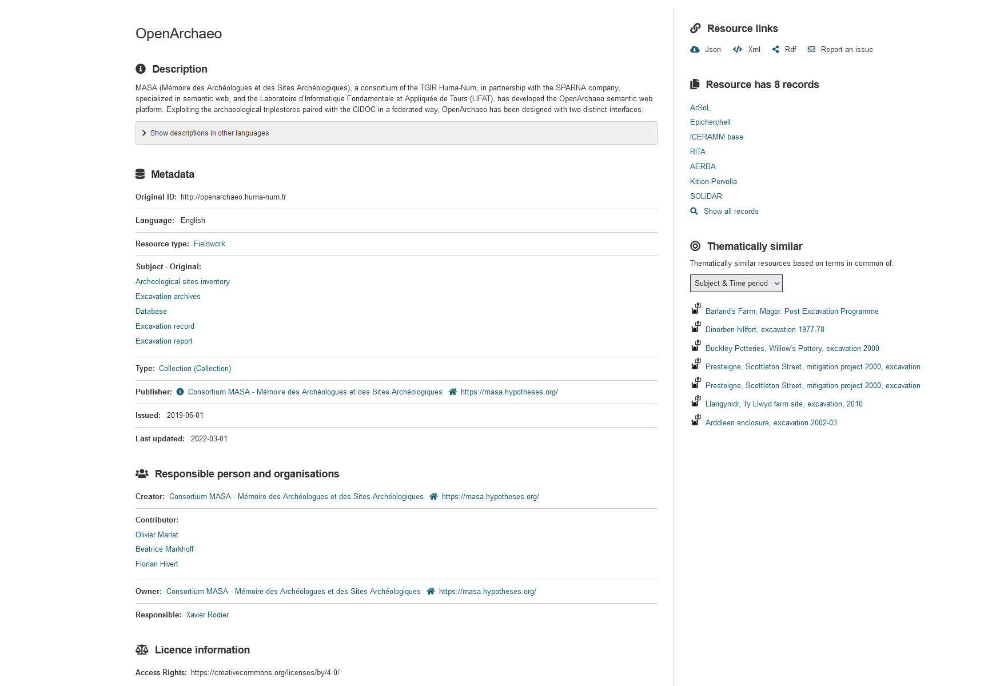 OpenArchaeo
Description
MASA (Mémoire des Archéologues et des Sites Archéologiques), a consortium of the TGIR Huma-Num, in partnership with the SPARNA company,
specialized in semantic web, and the Laboratoire d'Informatique Fondamentale et Appliquée de Tours (LIFAT), has developed the OpenArchaeo semantic web
platform. Exploiting the archaeological triplestores paired with the CIDOC in a federated way, OpenArchaeo has been designed with two distinct interfaces.
Show descriptions in other languages
Metadata
Original ID: http://openarchaeo.huma-num.fr
Language: English
Resource type: Fieldwork
Subject - Original:
Archeological sites inventory
Excavation archives
Database
Excavation record
Excavation report
Type: Collection (Collection)
Publisher: Consortium MASA - Mémoire des Archéologues et des Sites Archéologiques https://masa.hypotheses.org/
Issued: 2019-06-01
Last updated: 2022-03-01
Responsible person and organisations
Creator: Consortium MASA - Mémoire des Archéologues et des Sites Archéologiques https://masa.hypotheses.org/
Contributor:
Olivier Marlet
Beatrice Markhoff
Florian Hivert
Owner: Consortium MASA - Mémoire des Archéologues et des Sites Archéologiques https://masa.hypotheses.org/
Responsible: Xavier Rodier
Licence information
Access Rights: https://creativecommons.org/licenses/by/4.0/
Resource links
Json Xml Rdf Report an issue
Resource has 8 records
ArSoL
Epicherchell
ICERAMM base
RITA
AERBA
Kition-Pervolia
SOLiDAR
Show all records
Thematically similar
Thematically similar resources based on terms in common of:
Subject & Time period
Barland's Farm, Magor. Post Excavation Programme
Dinorben hillfort, excavation 1977-78
Buckley Potteries, Willow's Pottery, excavation 2000
Presteigne, Scottleton Street, mitigation project 2000, excavation
Presteigne, Scottleton Street, mitigation project 2000, excavation
Llangynidr, Ty Llwyd farm site, excavation, 2010
Arddleen enclosure, excavation 2002-03